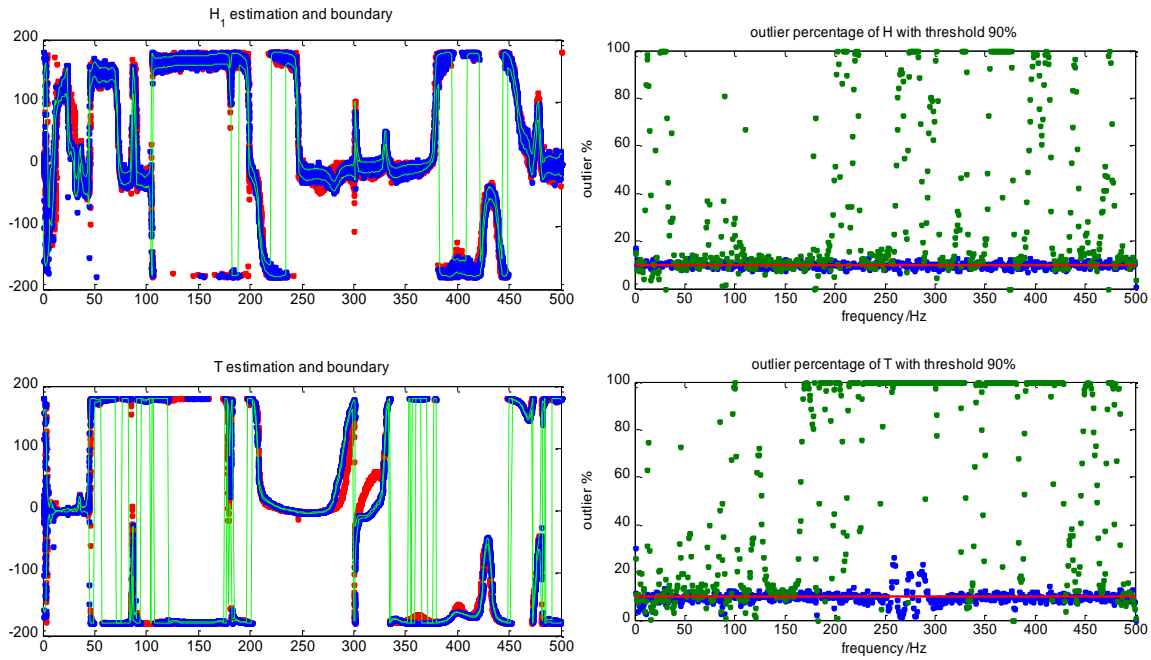 H1 estimation and boundary
200
100
0
-100
-200
0 50 100 150 200 250 300 350 400 450 500
outlier percentage of H with threshold 90%
outlier %
100
80
60
40
20
0
0 50 100 150 200 250 300 350 400 450 500
frequency /Hz
T estimation and boundary
200
100
0
-100
-200
0 50 100 150 200 250 300 350 400 450 500
outlier percentage of T with threshold 90%
outlier %
100
80
60
40
20
0
0 50 100 150 200 250 300 350 400 450 500
frequency /Hz